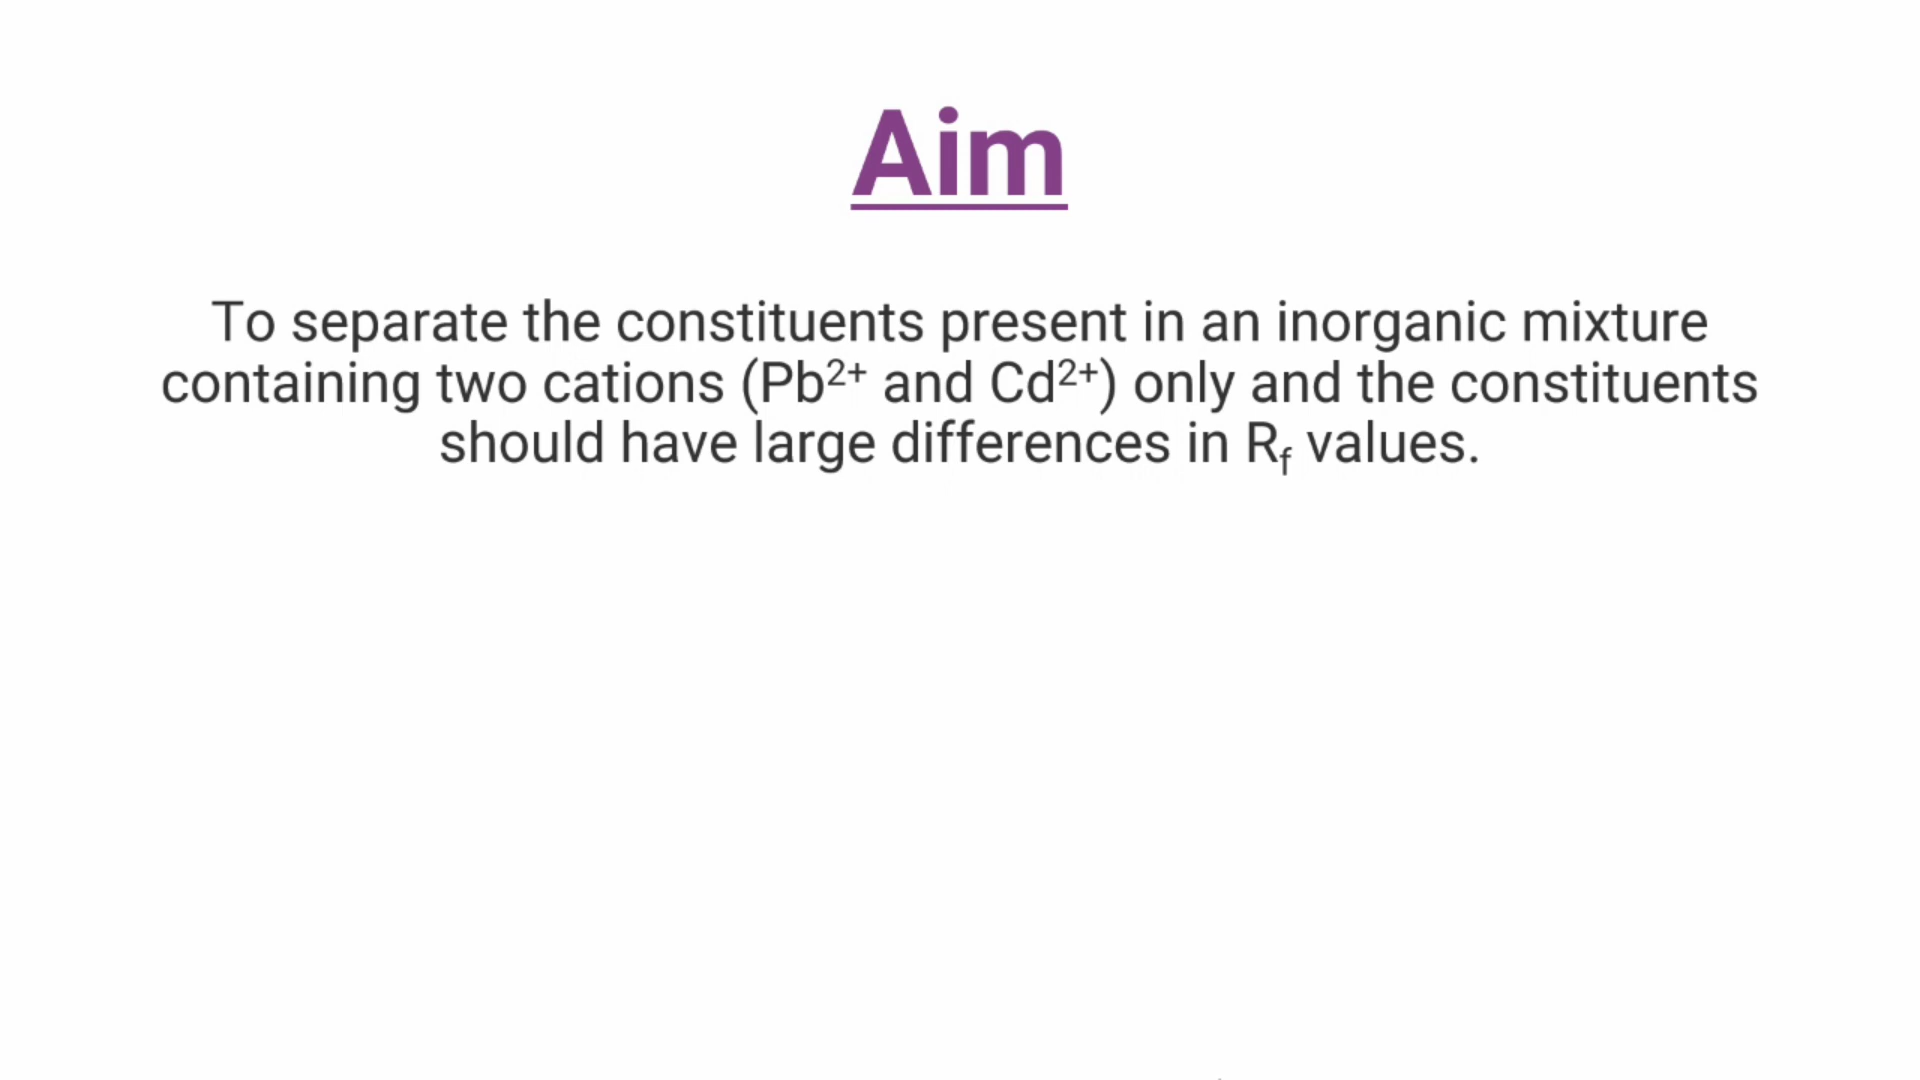 Aim
To separate the constituents present in an inorganic mixture
containing two cations (Pb²⁺ and Cd²⁺) only and the constituents
should have large differences in R_f values.